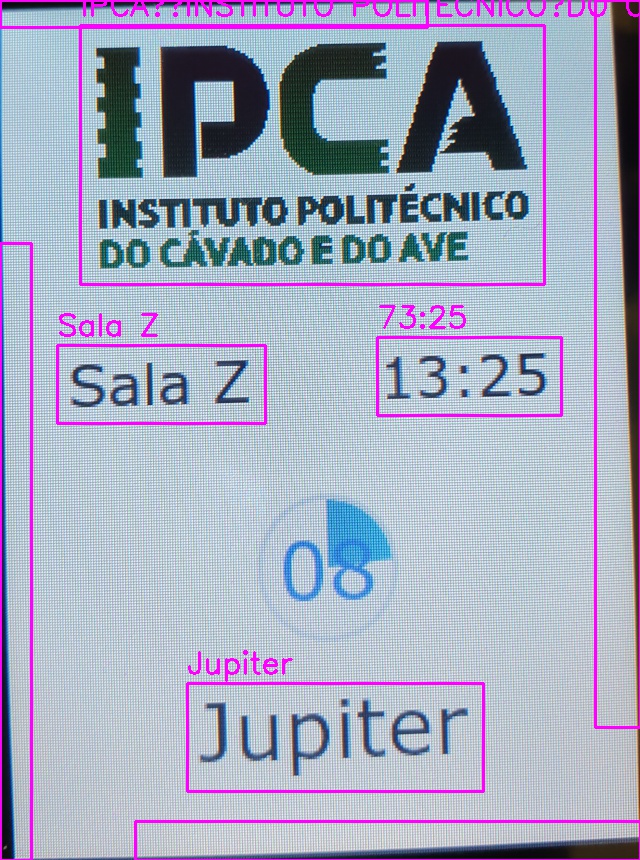 IPCA??INSTITUTO POLITECNICO?DO
IPCA
INSTITUTO POLITÉCNICO
DO CÁVADO E DO AVE
Sala Z 73:25
Sala Z 13:25
08
Jupiter
Jupiter